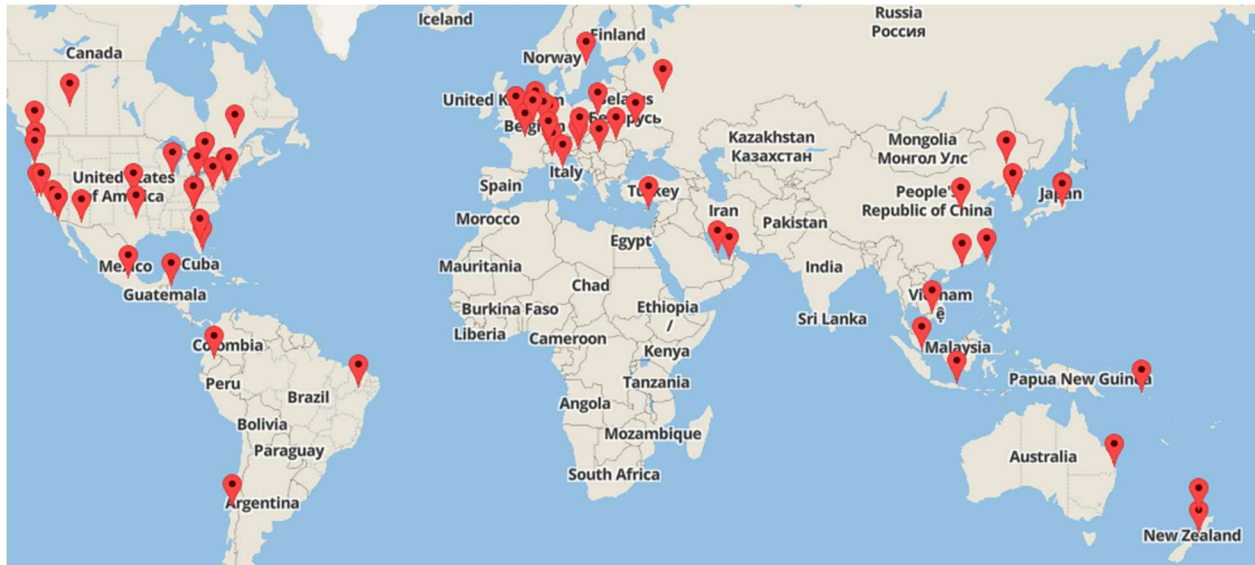 Iceland
Russia
Россия
Finland
Norway
Canada
United K
Belarus
Беларусь
Belgium
Kazakhstan
Казахстан
Mongolia
Монгол Улс
United States
of America
Italy
Spain
Turkey
Iran
Pakistan
People's
Republic of China
Japan
Morocco
Egypt
India
Mexico
Cuba
Guatemala
Mauritania
Chad
Vietnam
Burkina Faso
Ethiopia
/
Sri Lanka
Liberia
Cameroon
Colombia
Kenya
Malaysia
Peru
Brazil
Tanzania
Papua New Guinea
Angola
Bolivia
Mozambique
Paraguay
Australia
South Africa
Argentina
New Zealand